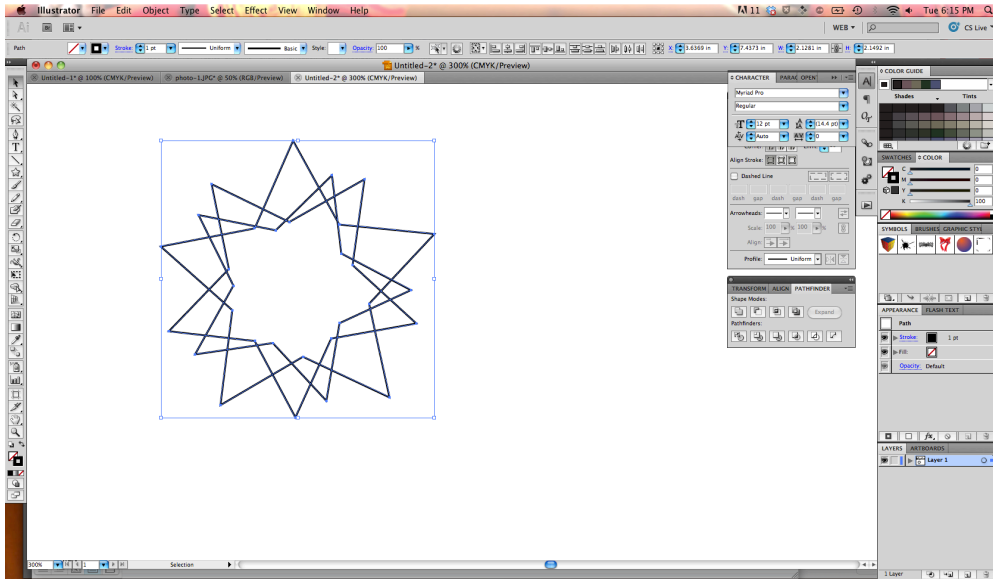 Illustrator File Edit Object Type Select Effect View Window Help
11 Tue 6:15 PM
Ai WEB CS Live
Path Stroke: 1 pt Uniform Basic Style: Opacity: 100 % X: 3.6369 in Y: 7.4373 in W: 2.1281 in H: 2.1492 in
Untitled-2* @ 300% (CMYK/Preview)
Untitled-1* @ 100% (CMYK/Preview) photo-1.JPG* @ 50% (RGB/Preview) Untitled-2* @ 300% (CMYK/Preview)
CHARACTER PARAC OPEN
Myriad Pro
Regular
12 pt (14.4 pt)
Auto 0
Align Stroke:
Dashed Line
dash gap dash gap dash gap
Arrowheads:
Scale: 100 % 100 %
Align:
Profile: Uniform
TRANSFORM ALIGN PATHFINDER
Shape Modes:
Expand
Pathfinders:
COLOR GUIDE
Shades Tints
SWATCHES COLOR
C 0
M 0
Y 0
K 100
SYMBOLS BRUSHES GRAPHIC STYL
APPEARANCE FLASH TEXT
Path
Stroke: 1 pt
Fill:
Opacity: Default
LAYERS ARTBOARDS
Layer 1
300% 1 Selection
1 Layer